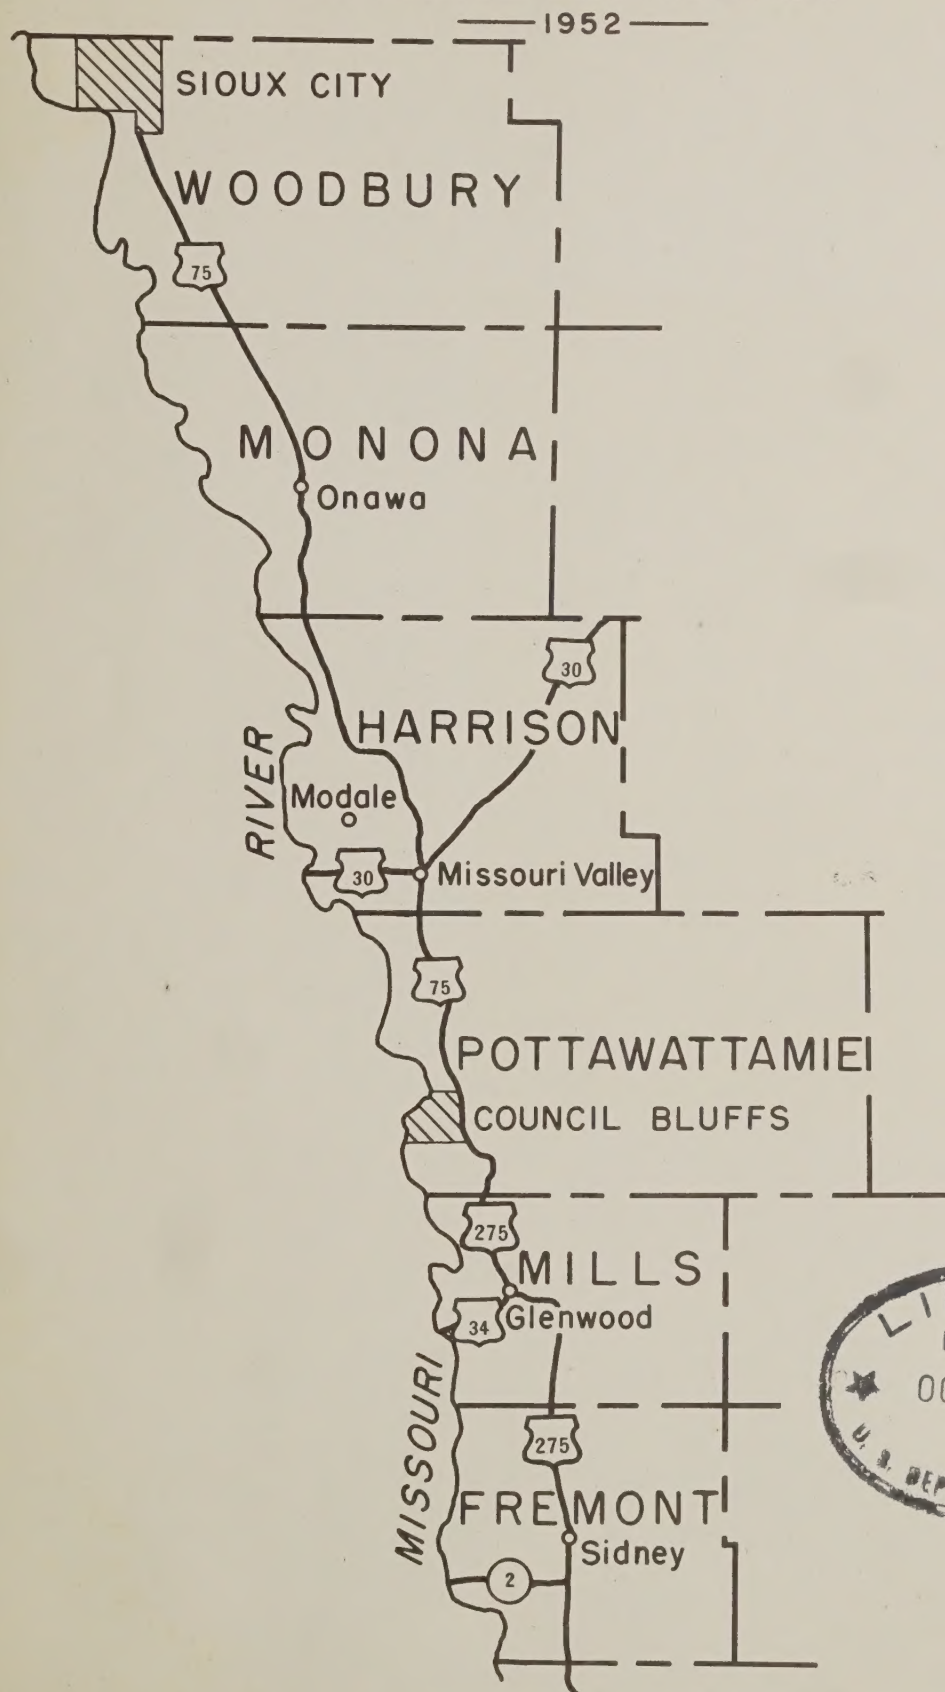 1952
SIOUX CITY
WOODBURY
75
MONONA
Onawa
30
HARRISON
RIVER
Modale
30
Missouri Valley
75
POTTAWATTAMIE
COUNCIL BLUFFS
275
MILLS
Glenwood
34
MISSOURI
275
FREMONT
Sidney
2
U. S.